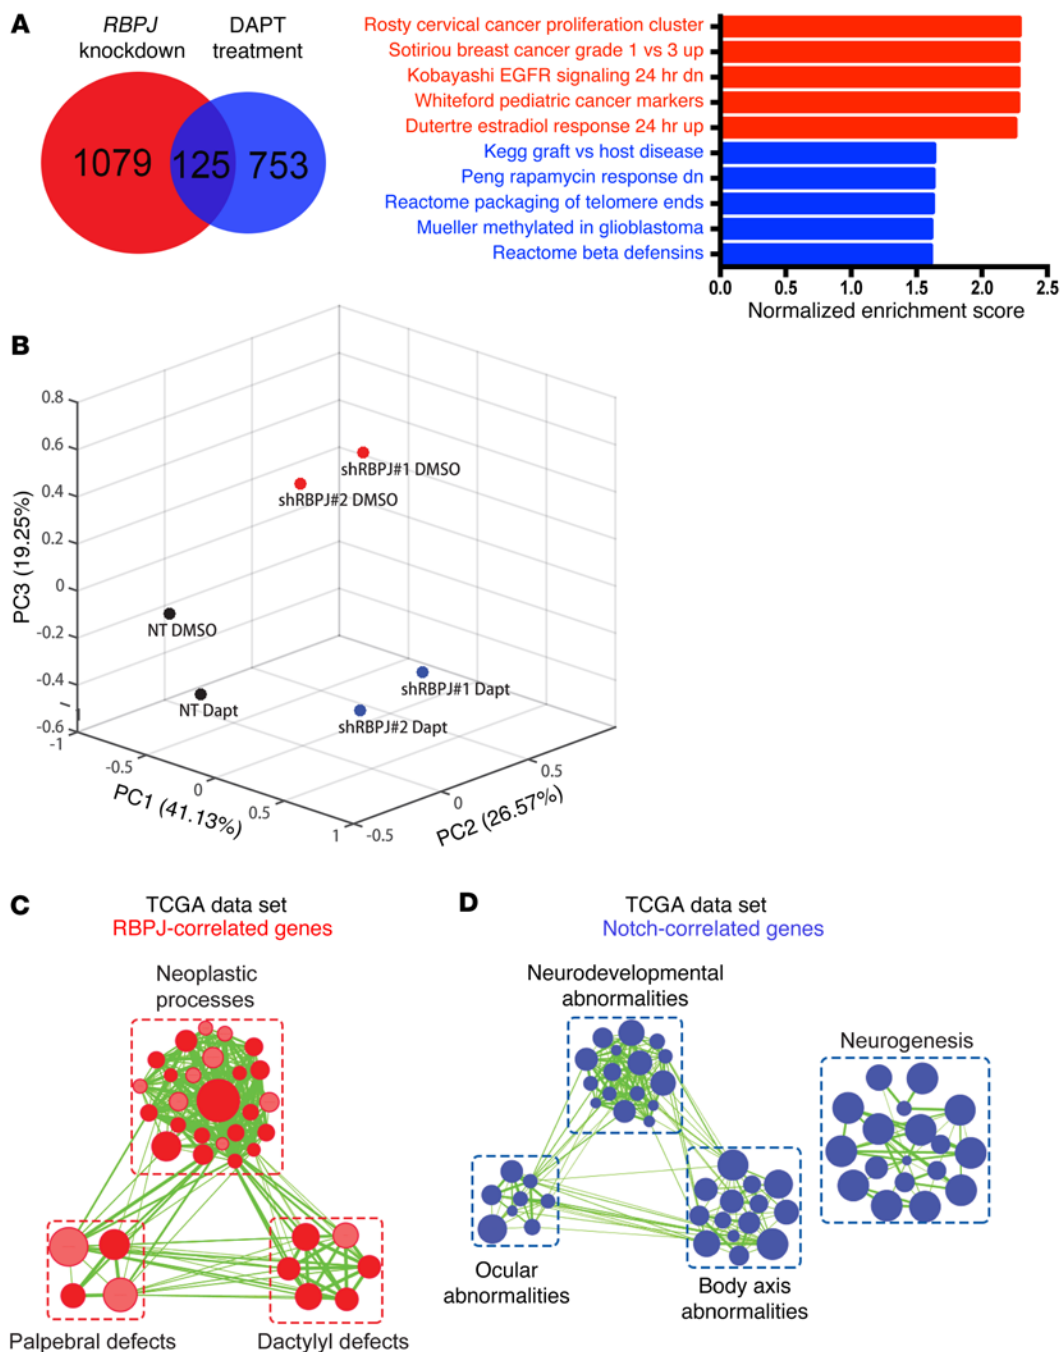 A
RBPJ
knockdown
DAPT
treatment
1079
125
753
Rosty cervical cancer proliferation cluster
Sotiriou breast cancer grade 1 vs 3 up
Kobayashi EGFR signaling 24 hr dn
Whiteford pediatric cancer markers
Dutertre estradiol response 24 hr up
Kegg graft vs host disease
Peng rapamycin response dn
Reactome packaging of telomere ends
Mueller methylated in glioblastoma
Reactome beta defensins
0.0 0.5 1.0 1.5 2.0 2.5
Normalized enrichment score
B
PC3 (19.25%)
0.8
0.6
0.4
0.2
0
-0.2
-0.4
-0.6
shRBPJ#1 DMSO
shRBPJ#2 DMSO
NT DMSO
NT Dapt
shRBPJ#1 Dapt
shRBPJ#2 Dapt
-1
-0.5
0
0.5
1
PC1 (41.13%)
-0.5
0
0.5
PC2 (26.57%)
C
TCGA data set
RBPJ-correlated genes
Neoplastic
processes
Palpebral defects
Dactylyl defects
D
TCGA data set
Notch-correlated genes
Neurodevelopmental
abnormalities
Neurogenesis
Ocular
abnormalities
Body axis
abnormalities